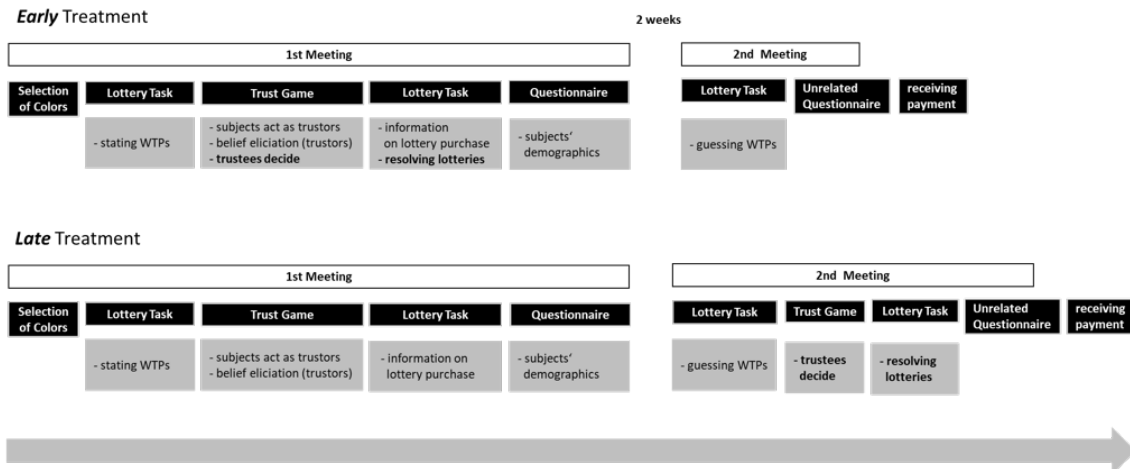 Early Treatment
2 weeks
1st Meeting
2nd Meeting
Selection
of Colors
Lottery Task
Trust Game
Lottery Task
Questionnaire
Lottery Task
Unrelated
Questionnaire
receiving
payment
- stating WTPs
- subjects act as trustors
- belief eliciation (trustors)
- trustees decide
- information
on lottery purchase
- resolving lotteries
- subjects‘
demographics
- guessing WTPs
Late Treatment
1st Meeting
2nd Meeting
Selection
of Colors
Lottery Task
Trust Game
Lottery Task
Questionnaire
Lottery Task
Trust Game
Lottery Task
Unrelated
Questionnaire
receiving
payment
- stating WTPs
- subjects act as trustors
- belief eliciation (trustors)
- information on
lottery purchase
- subjects‘
demographics
- guessing WTPs
- trustees
decide
- resolving
lotteries